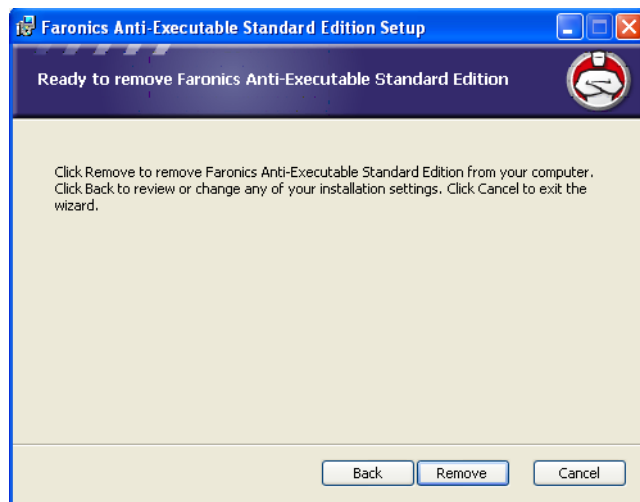 Faronics Anti-Executable Standard Edition Setup
Ready to remove Faronics Anti-Executable Standard Edition
Click Remove to remove Faronics Anti-Executable Standard Edition from your computer.
Click Back to review or change any of your installation settings. Click Cancel to exit the
wizard.
Back Remove Cancel